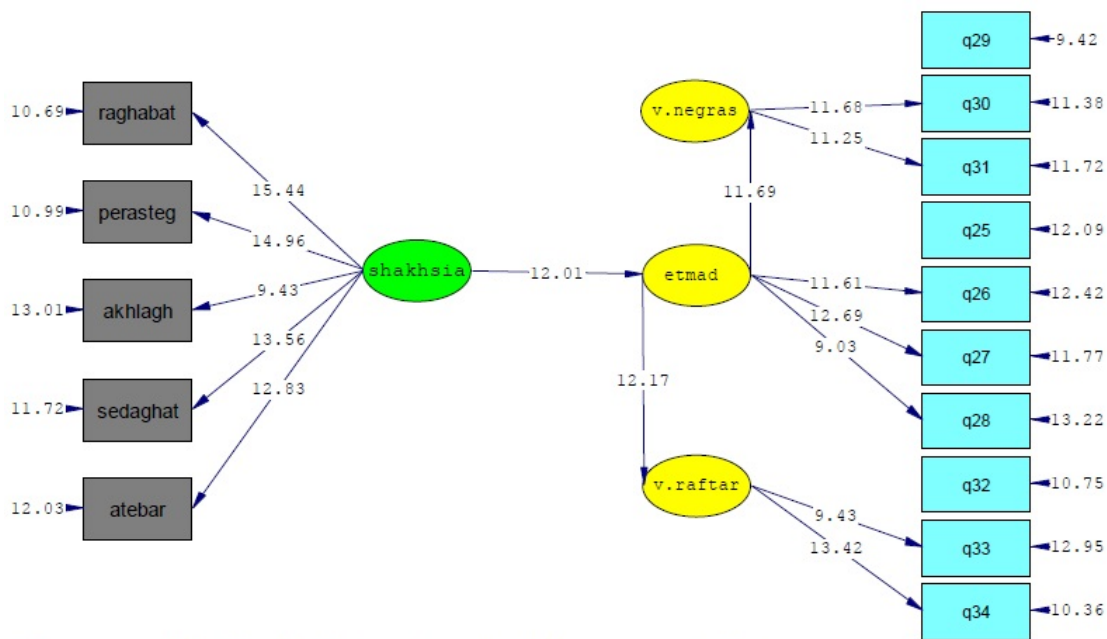 q29
9.42
10.69
raghabat
v.negras
11.68
q30
11.38
11.25
q31
11.72
15.44
11.69
10.99
perasteg
14.96
q25
12.09
shakhsia
12.01
etmad
11.61
q26
12.42
9.43
12.69
13.01
akhlagh
9.03
q27
11.77
13.56
12.83
12.17
11.72
sedaghat
q28
13.22
v.raftar
q32
10.75
12.03
atebar
9.43
q33
12.95
13.42
q34
10.36